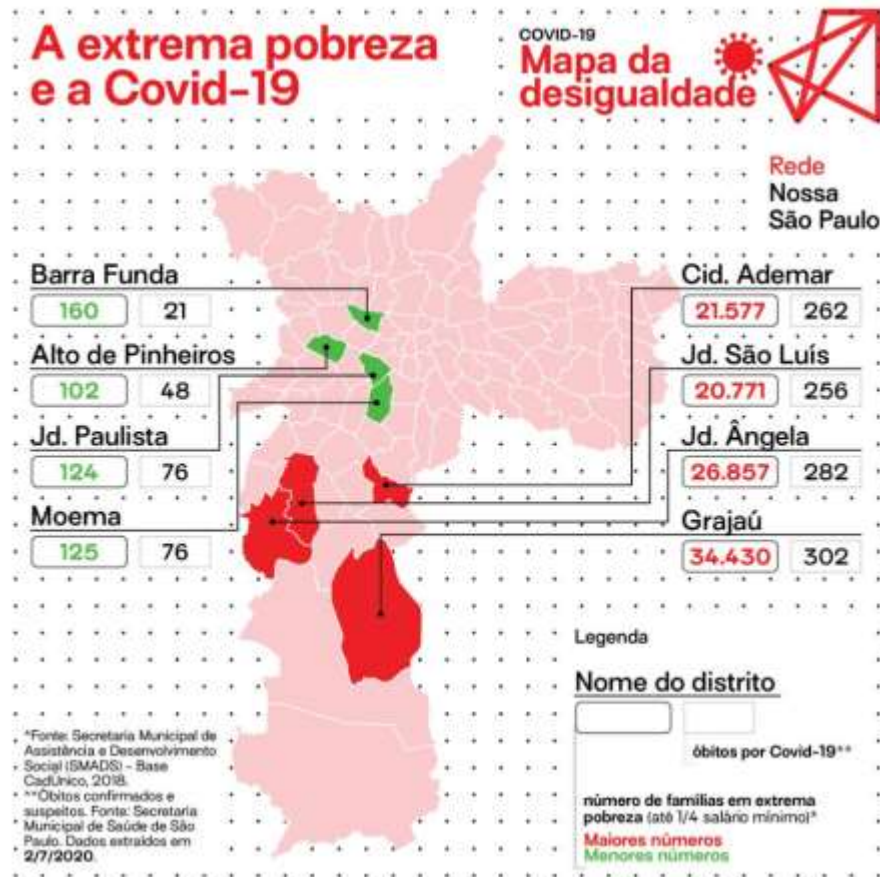 A extrema pobreza
e a Covid-19
COVID-19
Mapa da
desigualdade
Rede
Nossa
São Paulo
Barra Funda
160 21
Alto de Pinheiros
102 48
Jd. Paulista
124 76
Moema
125 76
Cid. Ademar
21.577 262
Jd. São Luís
20.771 256
Jd. Ângela
26.857 282
Grajaú
34.430 302
Legenda
Nome do distrito
óbitos por Covid-19**
número de famílias em extrema
pobreza (até 1/4 salário mínimo)*
Maiores números
Menores números
*Fonte: Secretaria Municipal de
Assistência e Desenvolvimento
Social (SMADS) - Base
CadÚnico, 2018.
**Óbitos confirmados e
suspeitos. Fonte: Secretaria
Municipal de Saúde de São
Paulo. Dados extraídos em
2/7/2020.